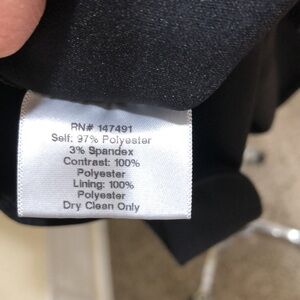 RN# 147491
Self: 97% Polyester
3% Spandex
Contrast: 100%
Polyester
Lining: 100%
Polyester
Dry Clean Only